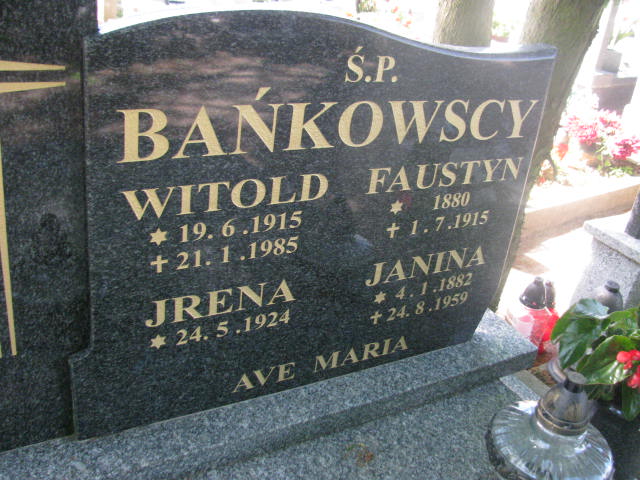 Ś.P.
BAŃKOWSCY
WITOLD
* 19.6.1915
+ 21.1.1985
FAUSTYN
* 1880
+ 1.7.1915
JRENA
* 24.5.1924
JANINA
* 4.1.1882
+ 24.8.1959
AVE MARIA